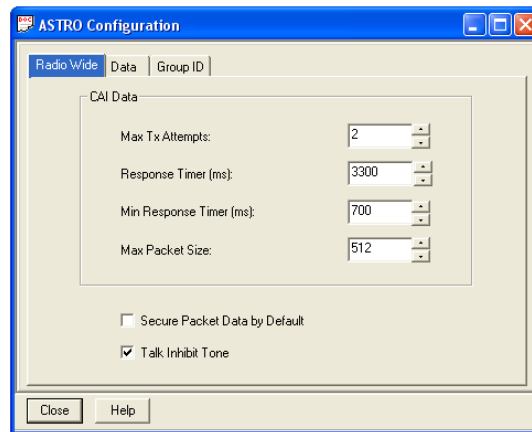 DOC
ASTRO Configuration
Radio Wide Data Group ID
CAI Data
Max Tx Attempts: 2
Response Timer (ms): 3300
Min Response Timer (ms): 700
Max Packet Size: 512
Secure Packet Data by Default
Talk Inhibit Tone
Close Help